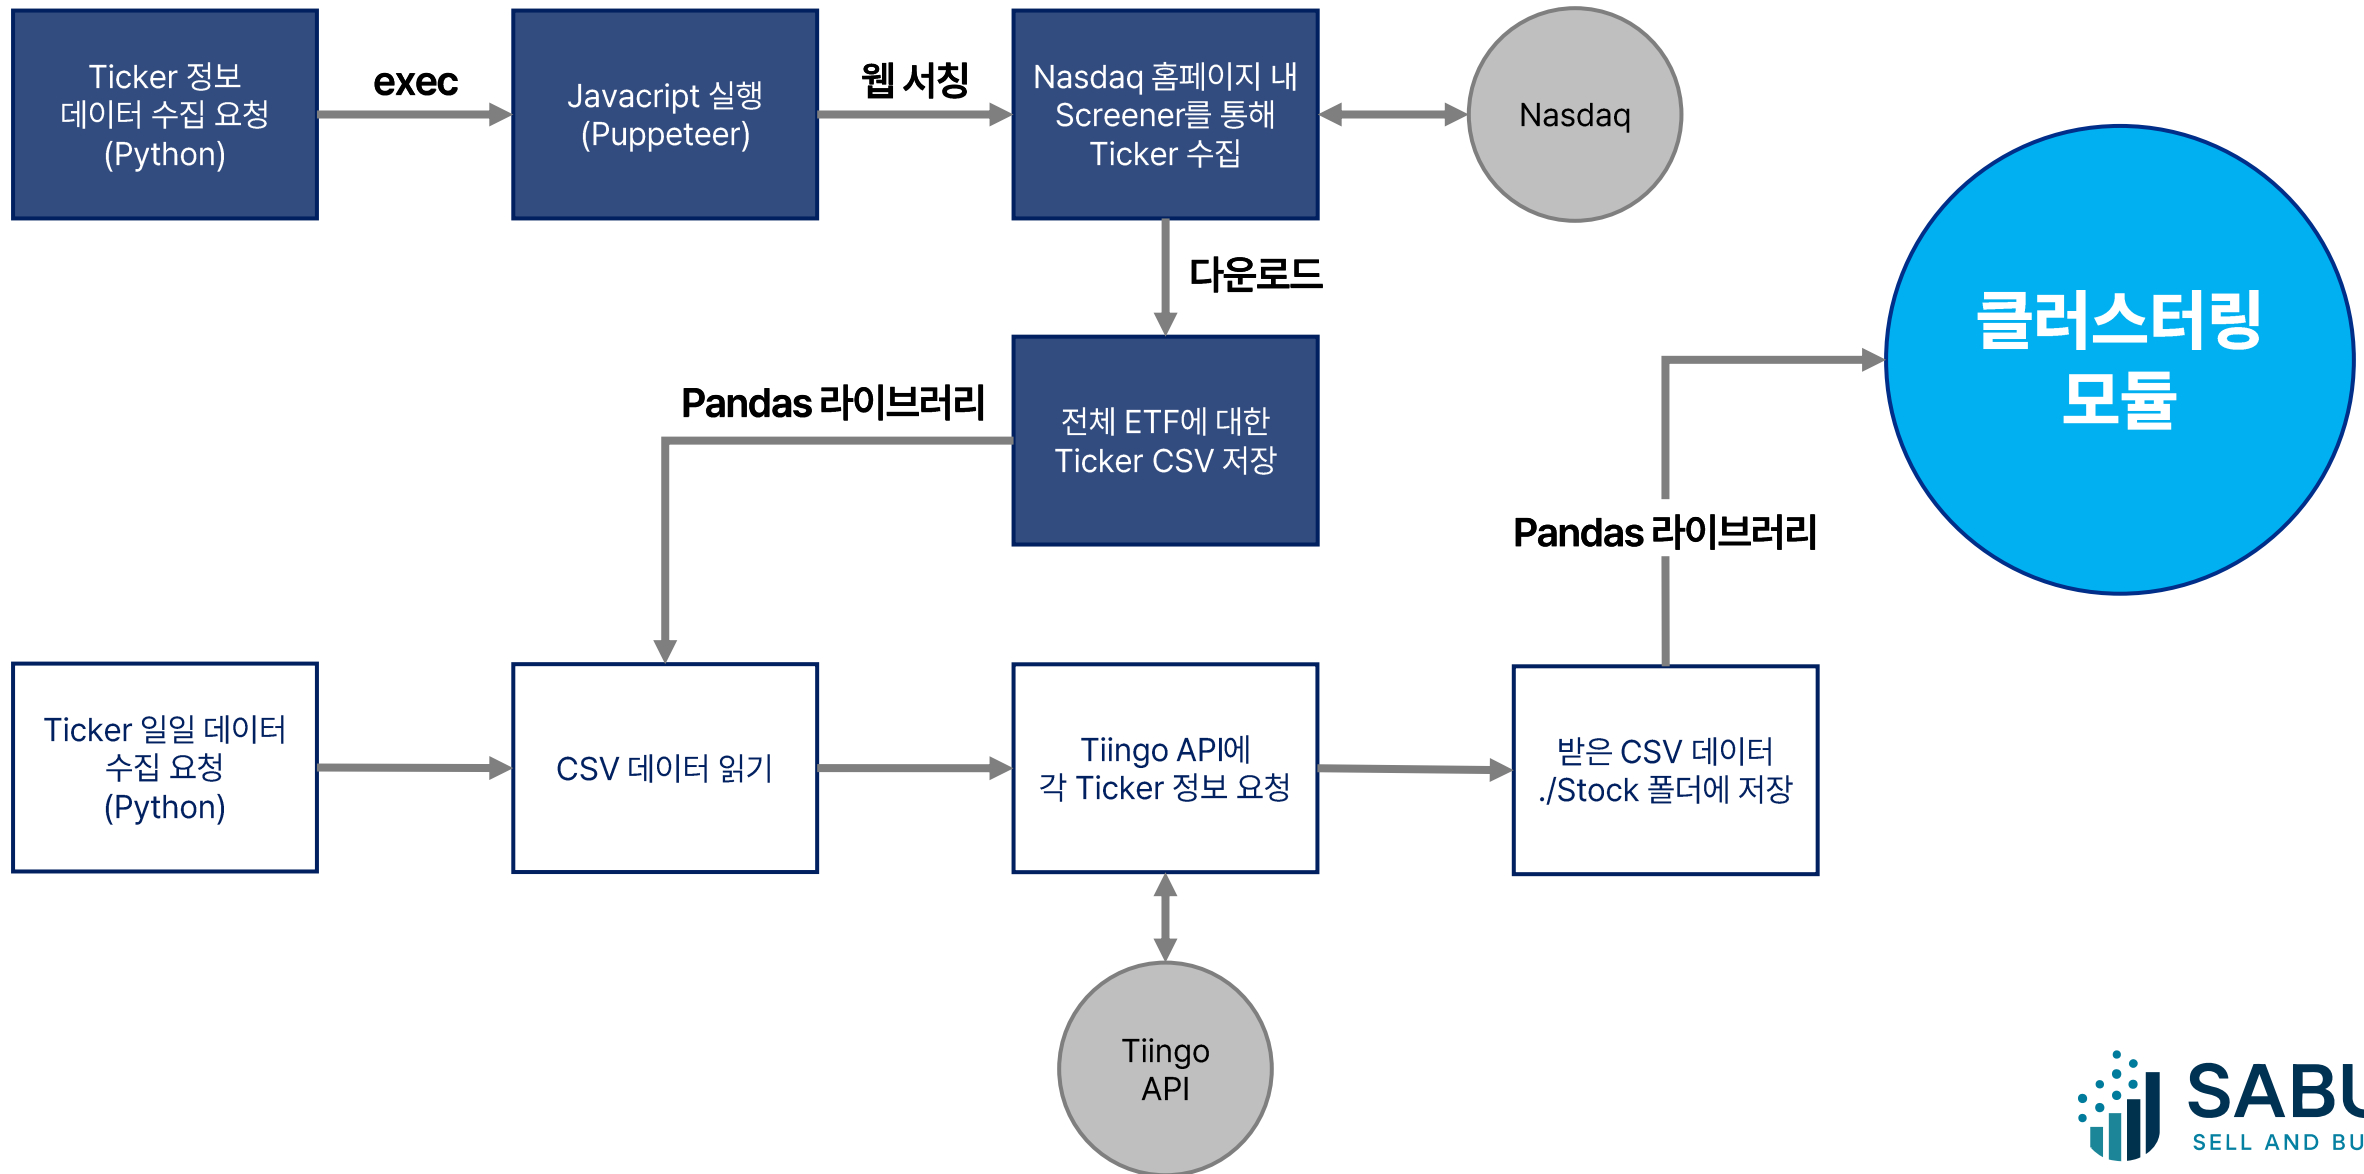 Ticker 정보
데이터 수집 요청
(Python)
exec
Javacript 실행
(Puppeteer)
웹 서칭
Nasdaq 홈페이지 내
Screener를 통해
Ticker 수집
Nasdaq
다운로드
Pandas 라이브러리
전체 ETF에 대한
Ticker CSV 저장
클러스터링
모듈
Pandas 라이브러리
Ticker 일일 데이터
수집 요청
(Python)
CSV 데이터 읽기
Tiingo API에
각 Ticker 정보 요청
받은 CSV 데이터
./Stock 폴더에 저장
Tiingo
API
SABU
SELL AND BU